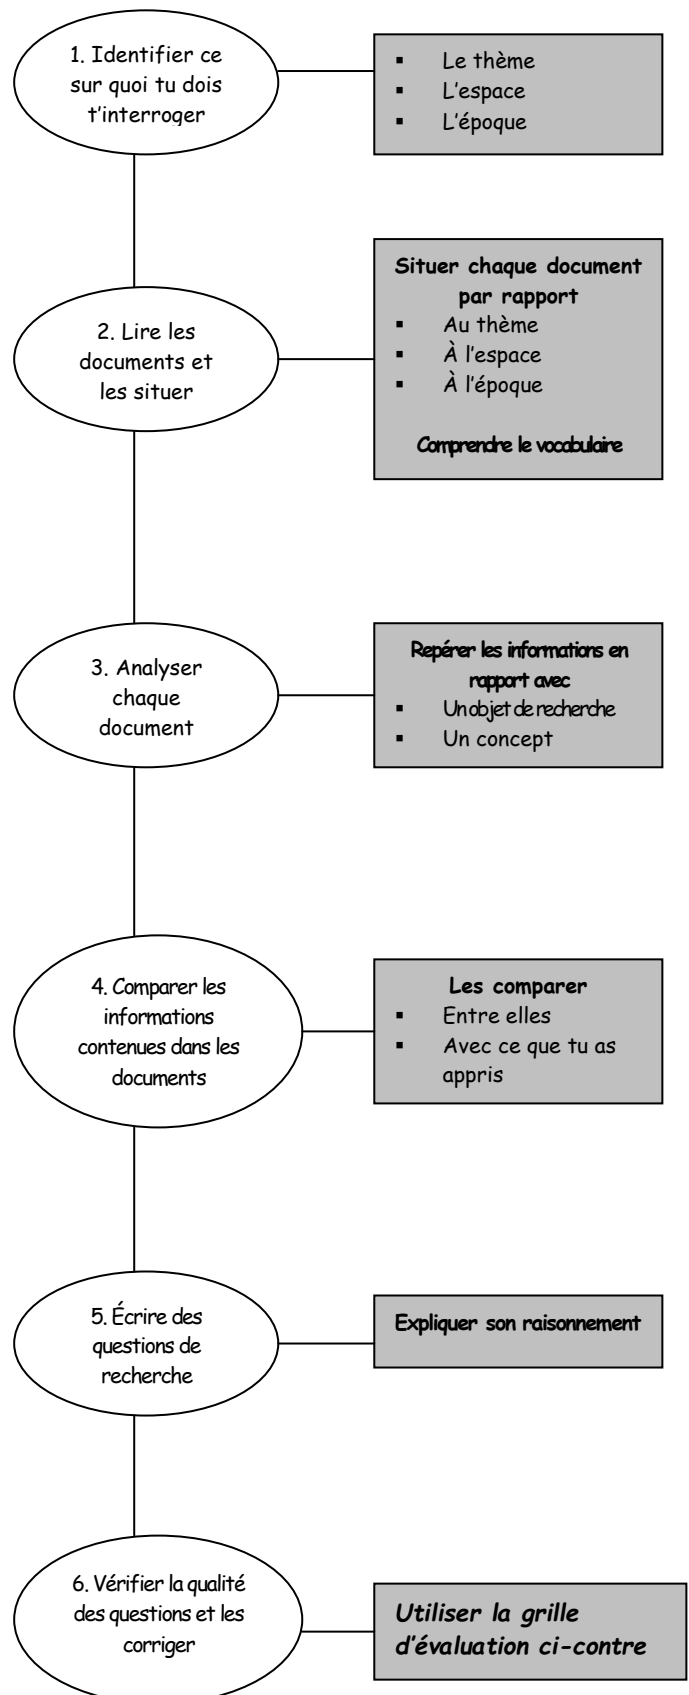 1. Identifier ce
sur quoi tu dois
t'interroger
▪ Le thème
▪ L'espace
▪ L'époque
2. Lire les
documents et
les situer
Situer chaque document
par rapport
▪ Au thème
▪ À l'espace
▪ À l'époque
Comprendre le vocabulaire
3. Analyser
chaque
document
Repérer les informations en
rapport avec
▪ Un objet de recherche
▪ Un concept
4. Comparer les
informations
contenues dans les
documents
Les comparer
▪ Entre elles
▪ Avec ce que tu as
appris
5. Écrire des
questions de
recherche
Expliquer son raisonnement
6. Vérifier la qualité
des questions et les
corriger
Utiliser la grille
d'évaluation ci-contre